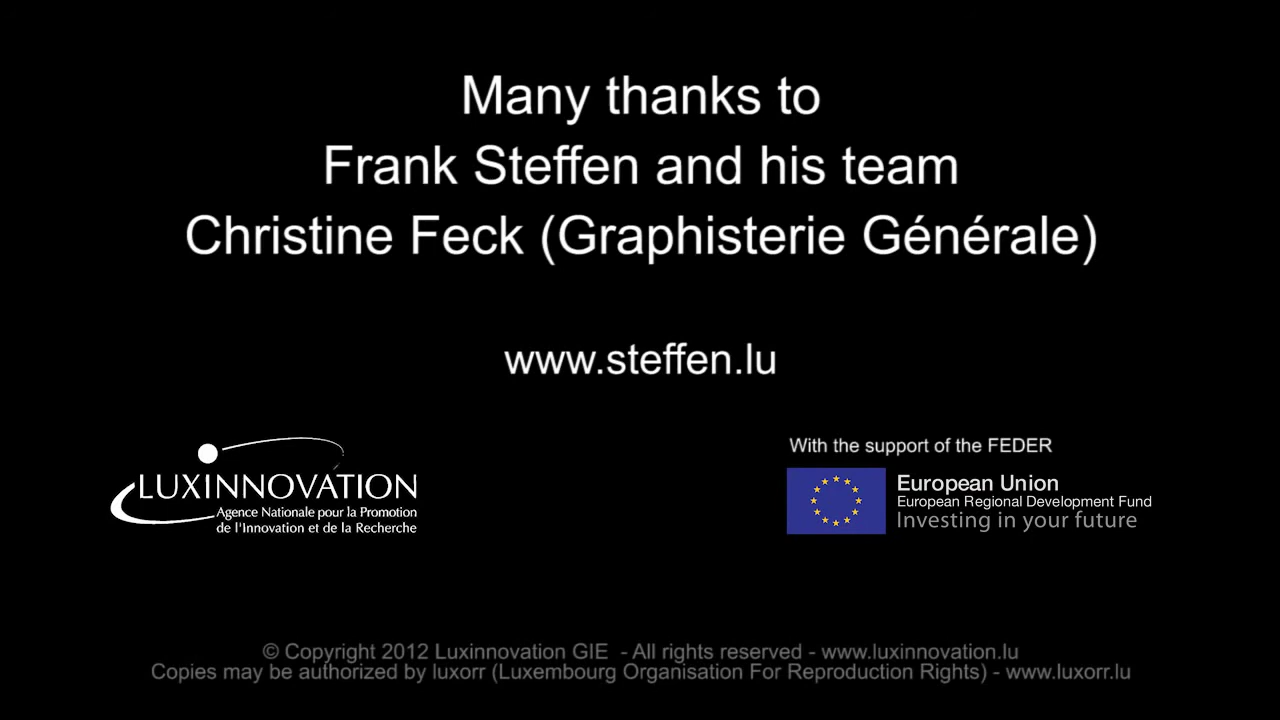 Many thanks to
Frank Steffen and his team
Christine Feck (Graphisterie Générale)
www.steffen.lu
LUXINNOVATION
Agence Nationale pour la Promotion
de l'Innovation et de la Recherche
With the support of the FEDER
European Union
European Regional Development Fund
Investing in your future
© Copyright 2012 Luxinnovation GIE - All rights reserved - www.luxinnovation.lu
Copies may be authorized by luxorr (Luxembourg Organisation For Reproduction Rights) - www.luxorr.lu